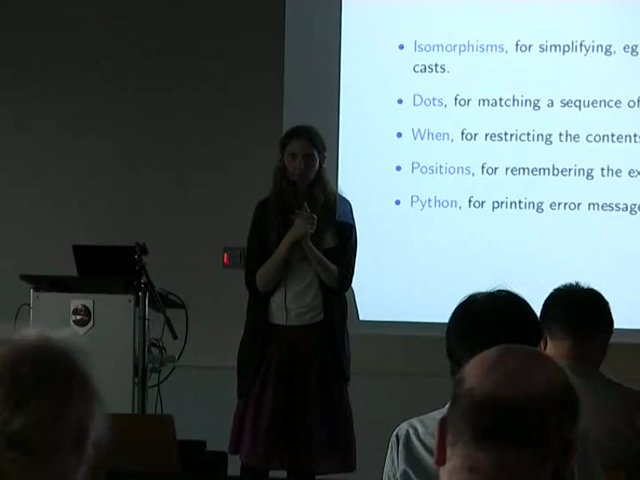 • Isomorphisms, for simplifying, eg
casts.
• Dots, for matching a sequence of
• When, for restricting the contents
• Positions, for remembering the ex
• Python, for printing error message